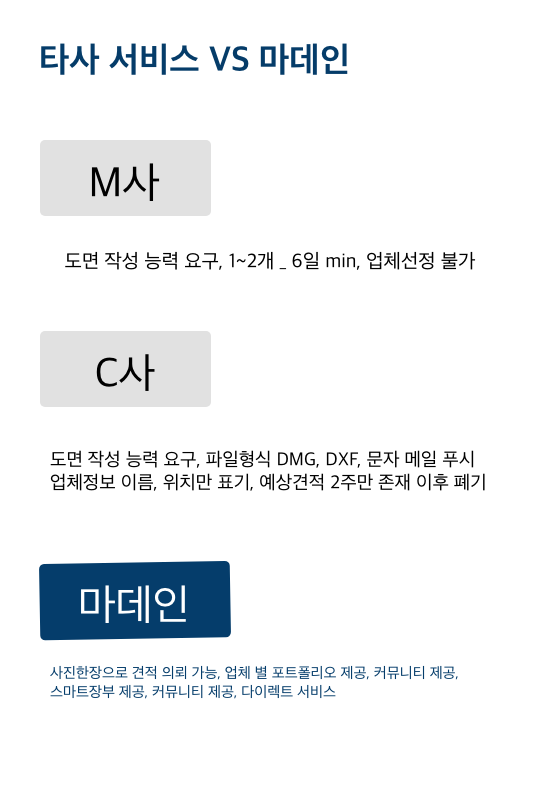 타사 서비스 VS 마데인
M사
도면 작성 능력 요구, 1~2개 _ 6일 min, 업체선정 불가
C사
도면 작성 능력 요구, 파일형식 DMG, DXF, 문자 메일 푸시
업체정보 이름, 위치만 표기, 예상견적 2주만 존재 이후 폐기
마데인
사진한장으로 견적 의뢰 가능, 업체 별 포트폴리오 제공, 커뮤니티 제공,
스마트장부 제공, 커뮤니티 제공, 다이렉트 서비스